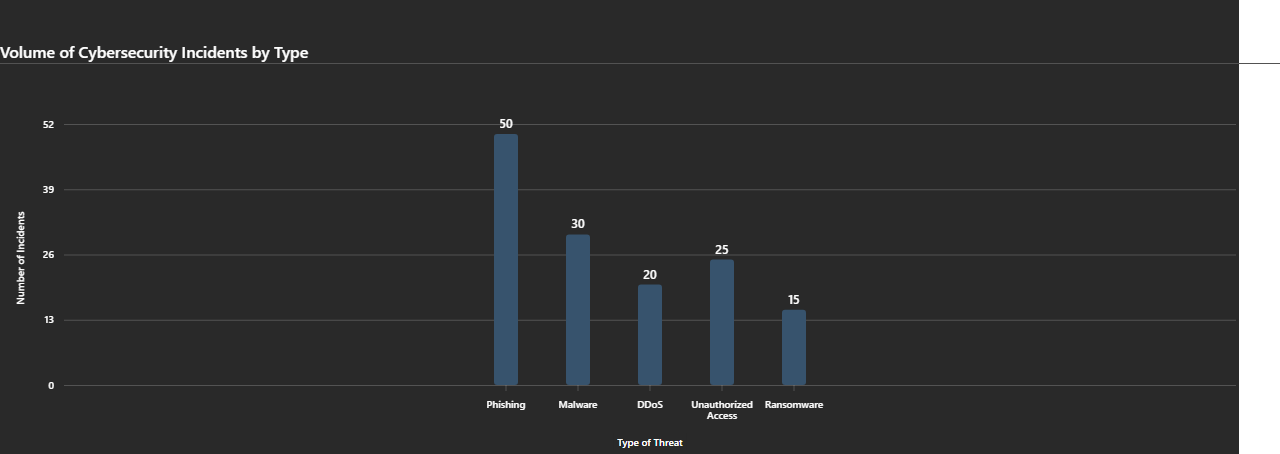 Volume of Cybersecurity Incidents by Type
52
39
26
13
0
Number of Incidents
50
30
20
25
15
Phishing
Malware
DDoS
Unauthorized
Access
Ransomware
Type of Threat